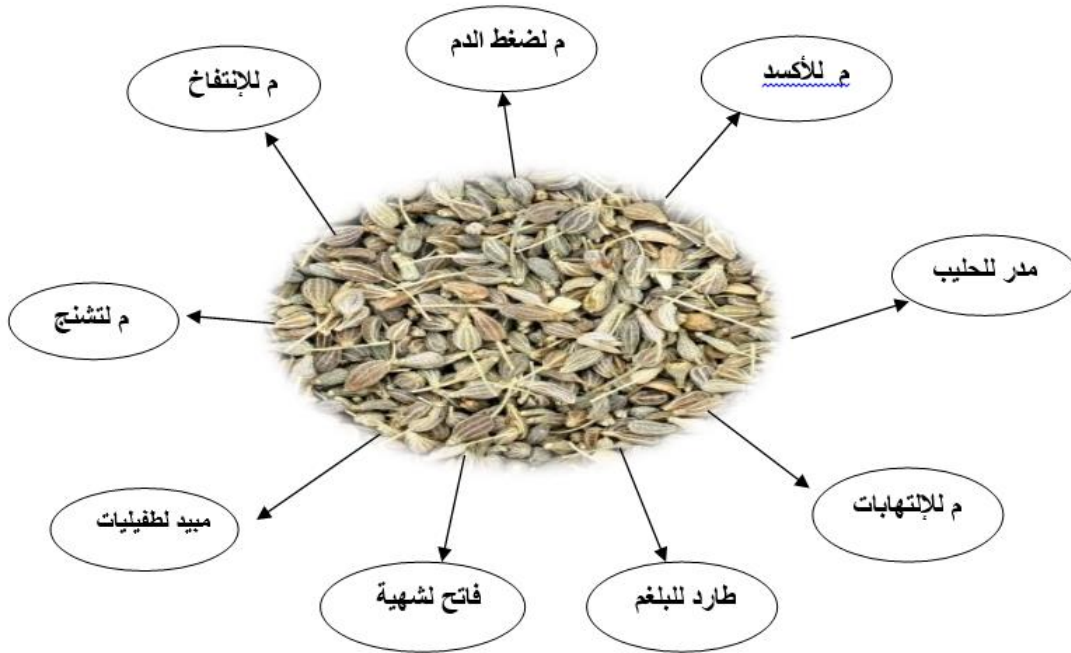 م لضغط الدم
م للأكسد
م للإنتفاخ
مدر للحليب
م لتشنج
م للإلتهابات
مبيد لطفيليات
طارد للبلغم
فاتح لشهية